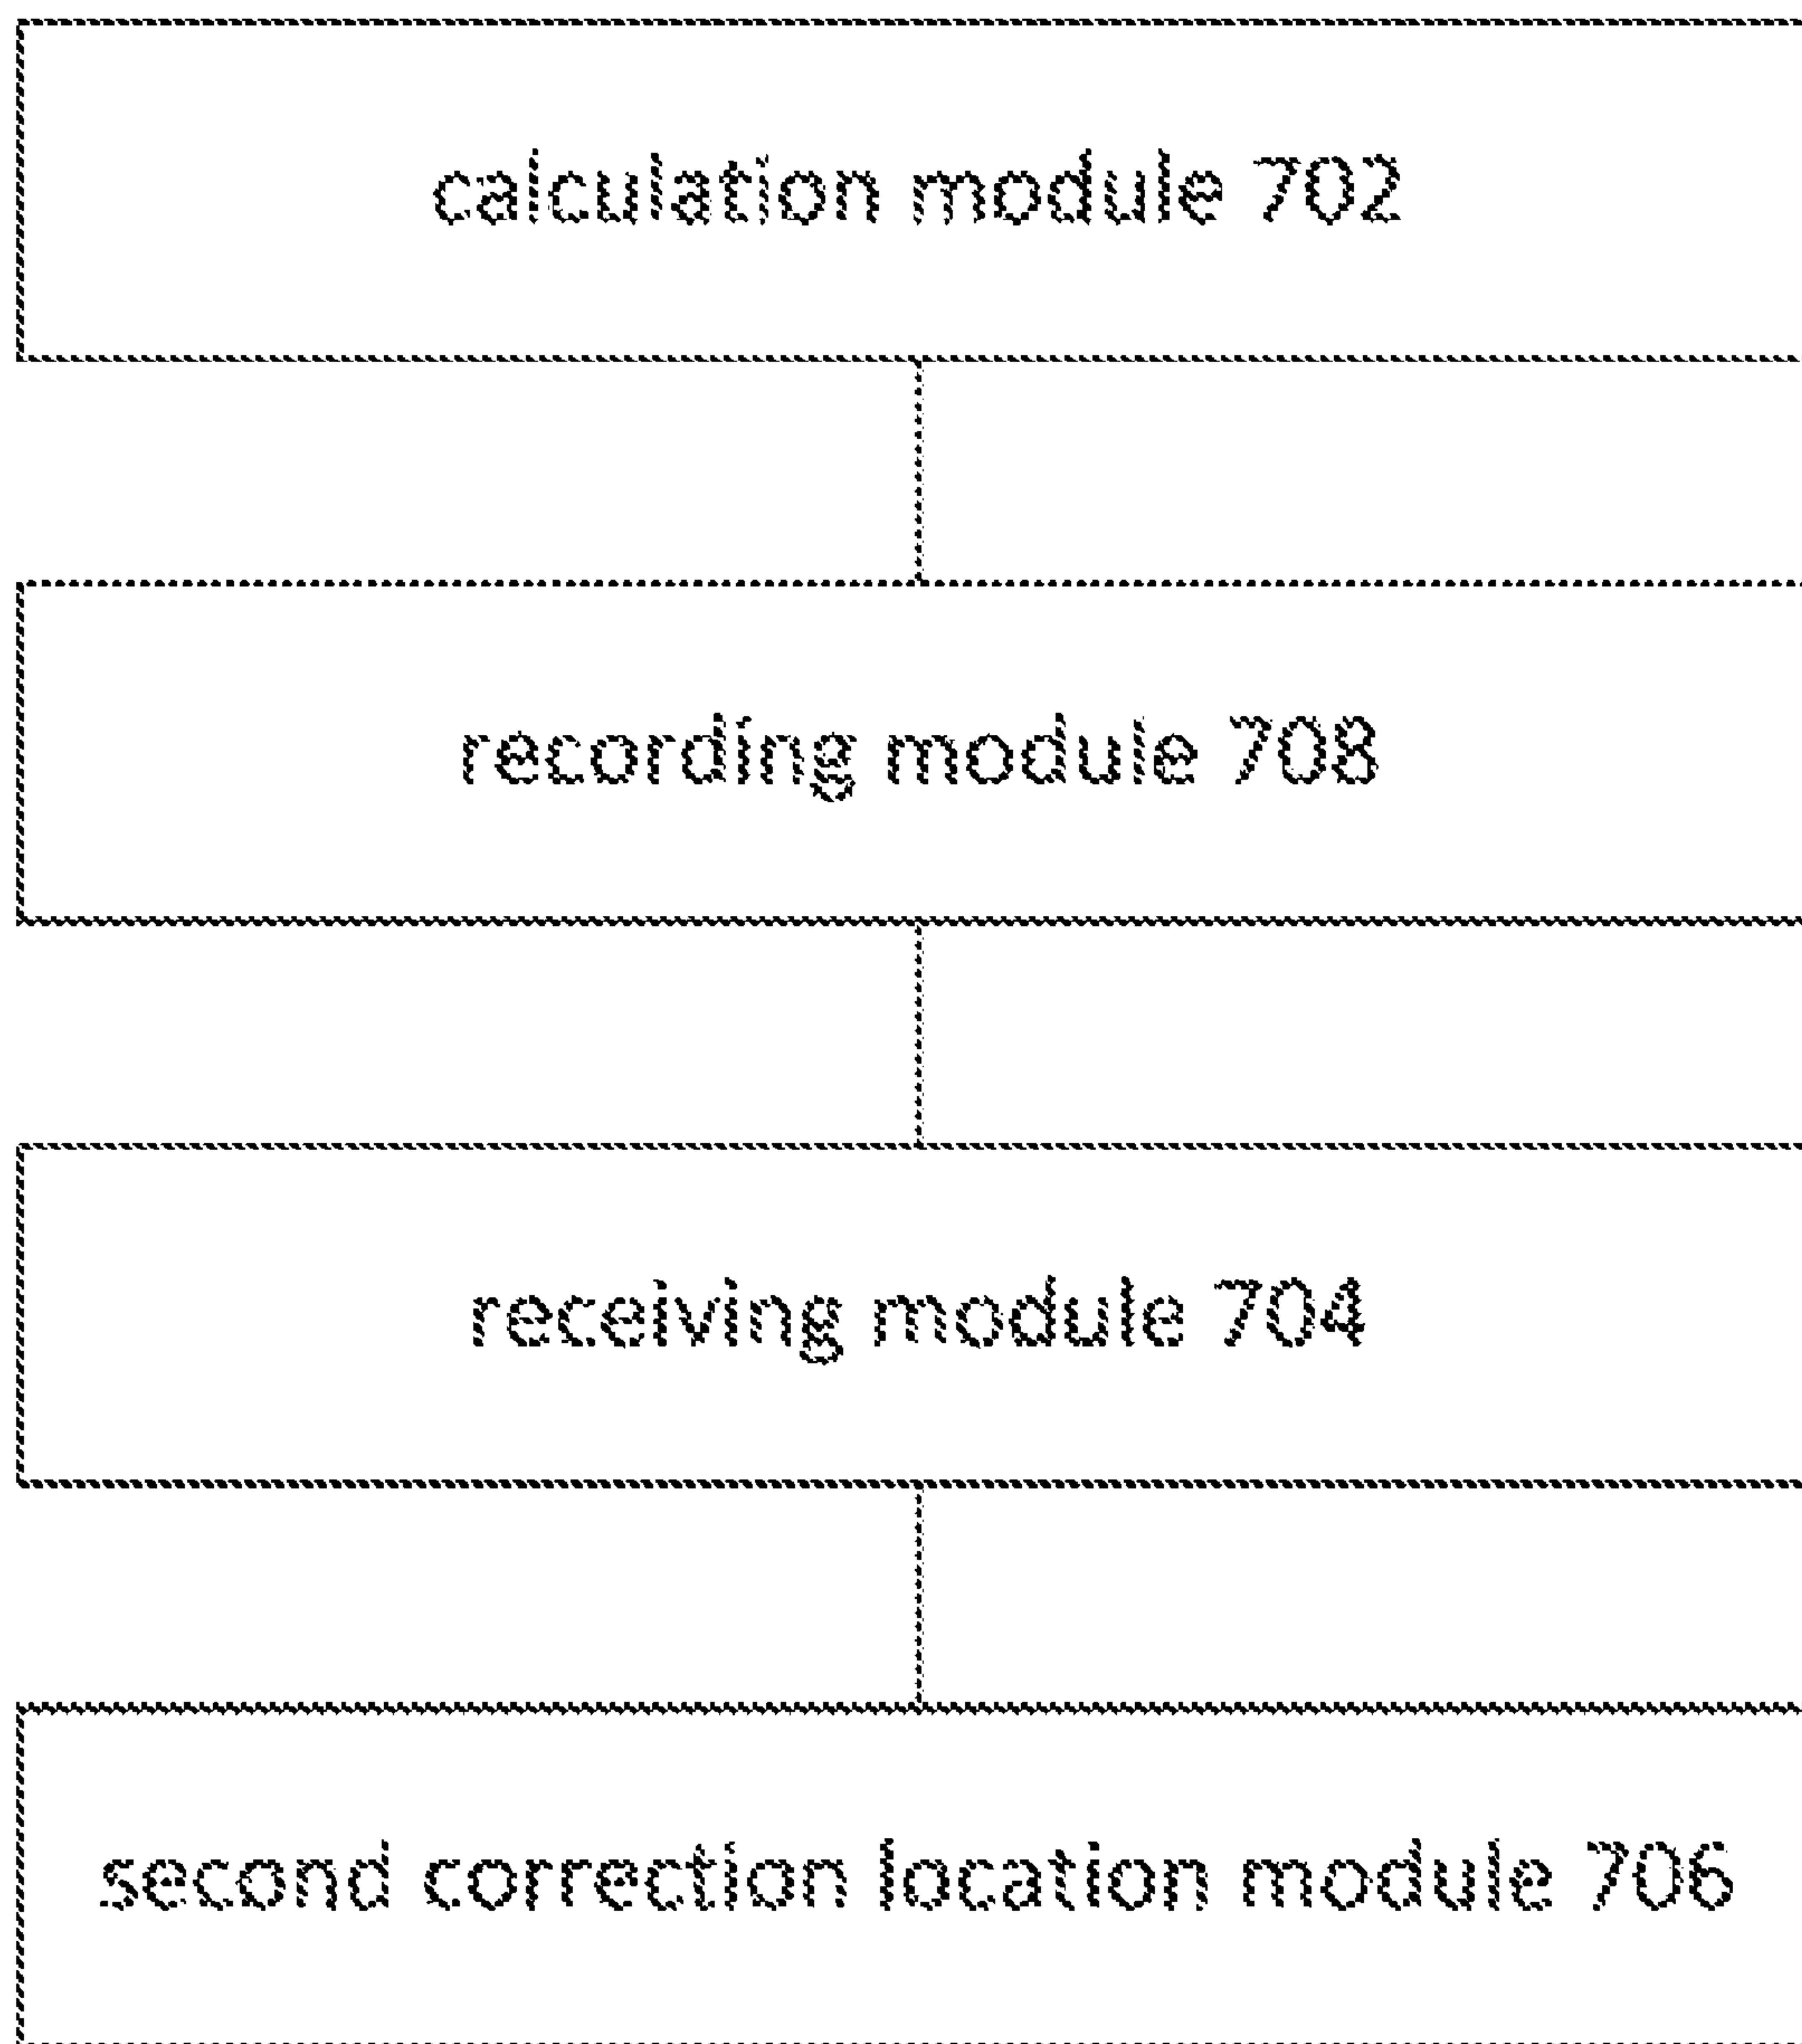 calculation module 702
recording module 708
receiving module 704
second correction location module 706